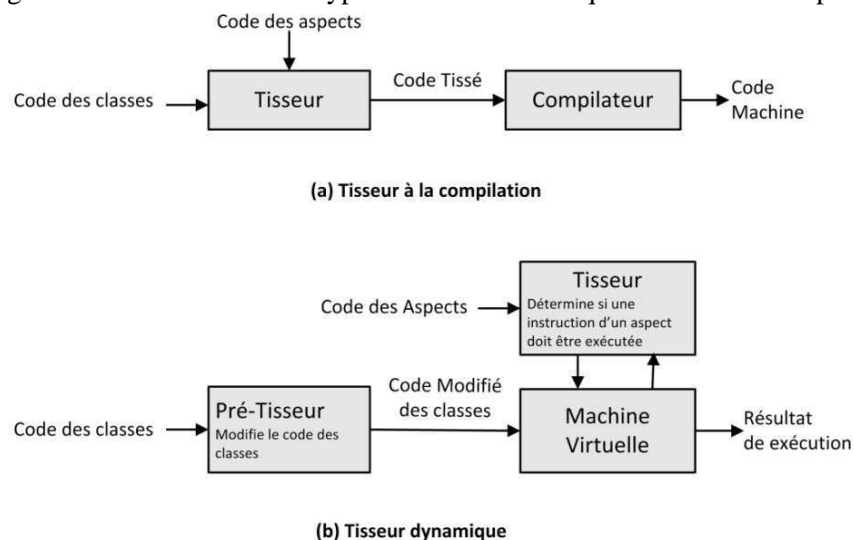 Code des aspects
Code des classes
Tisseur
Code Tissé
Compilateur
Code
Machine
(a) Tisseur à la compilation
Tisseur
Détermine si une
instruction d'un aspect
doit être exécutée
Code des Aspects
Code Modifié
des classes
Code des classes
Pré-Tisseur
Modifie le code des
classes
Machine
Virtuelle
Résultat
de exécution
(b) Tisseur dynamique